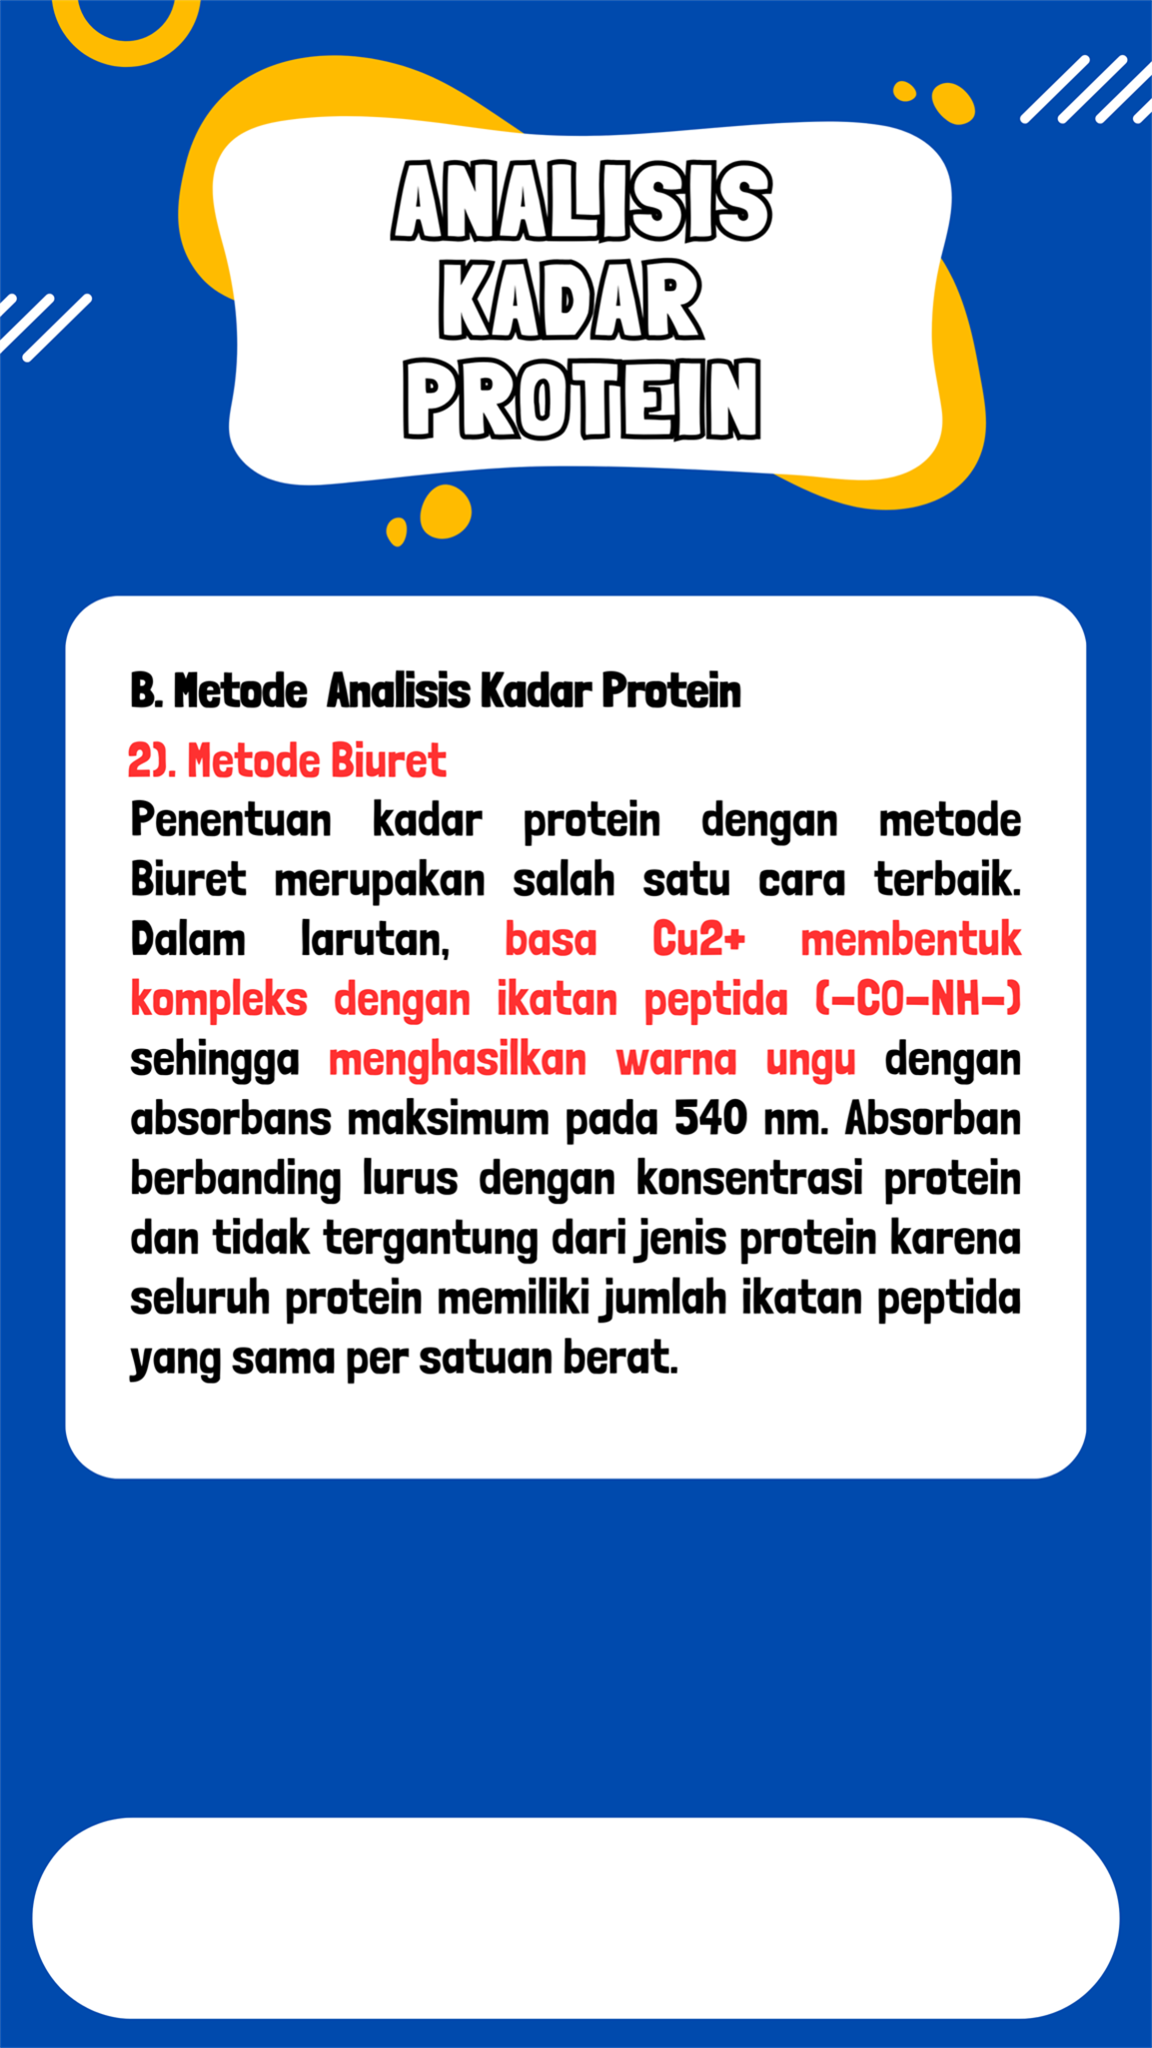 ANALISIS
KADAR
PROTEIN
B. Metode Analisis Kadar Protein
2). Metode Biuret
Penentuan kadar protein dengan metode
Biuret merupakan salah satu cara terbaik.
Dalam larutan, basa Cu2+ membentuk
kompleks dengan ikatan peptida (-CO-NH-)
sehingga menghasilkan warna ungu dengan
absorbans maksimum pada 540 nm. Absorban
berbanding lurus dengan konsentrasi protein
dan tidak tergantung dari jenis protein karena
seluruh protein memiliki jumlah ikatan peptida
yang sama per satuan berat.